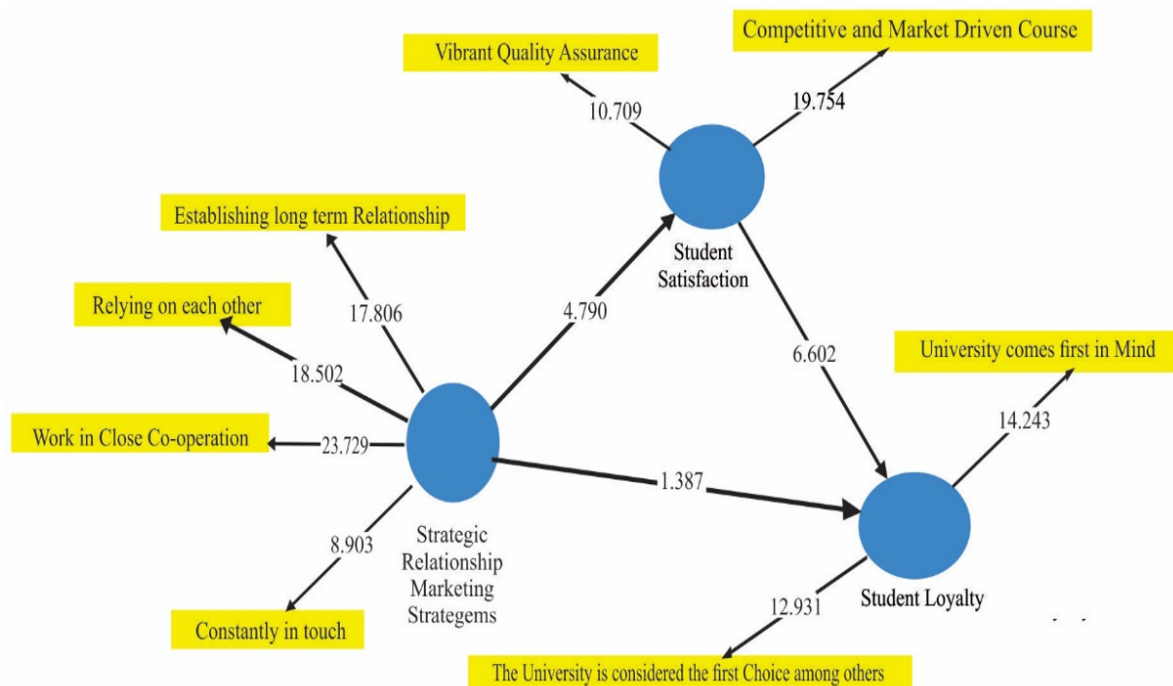 Competitive and Market Driven Course
Vibrant Quality Assurance
19.754
10.709
Establishing long term Relationship
Student
Satisfaction
Relying on each other
17.806
4.790
6.602
University comes first in Mind
18.502
14.243
Work in Close Co-operation
23.729
1.387
8.903
Strategic
Relationship
Marketing
Strategems
Student Loyalty
12.931
Constantly in touch
The University is considered the first Choice among others